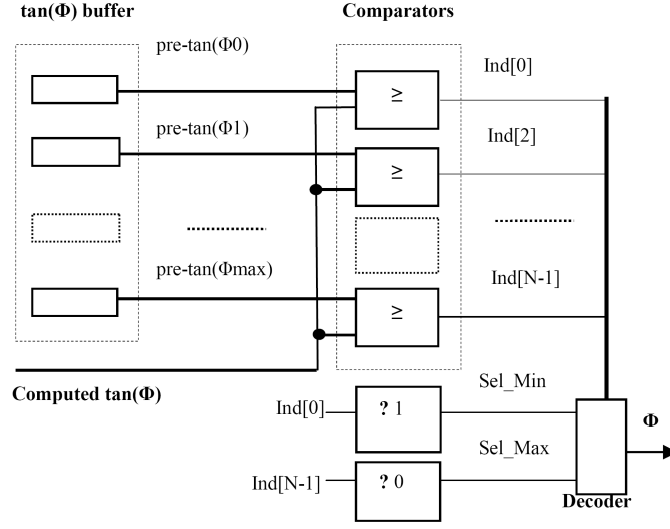 tan(Φ) buffer
Comparators
pre-tan(Φ0)
≥
Ind[0]
pre-tan(Φ1)
≥
Ind[2]
pre-tan(Φmax)
≥
Ind[N-1]
Computed tan(Φ)
Ind[0]
? 1
Sel_Min
Φ
Ind[N-1]
? 0
Sel_Max
Decoder